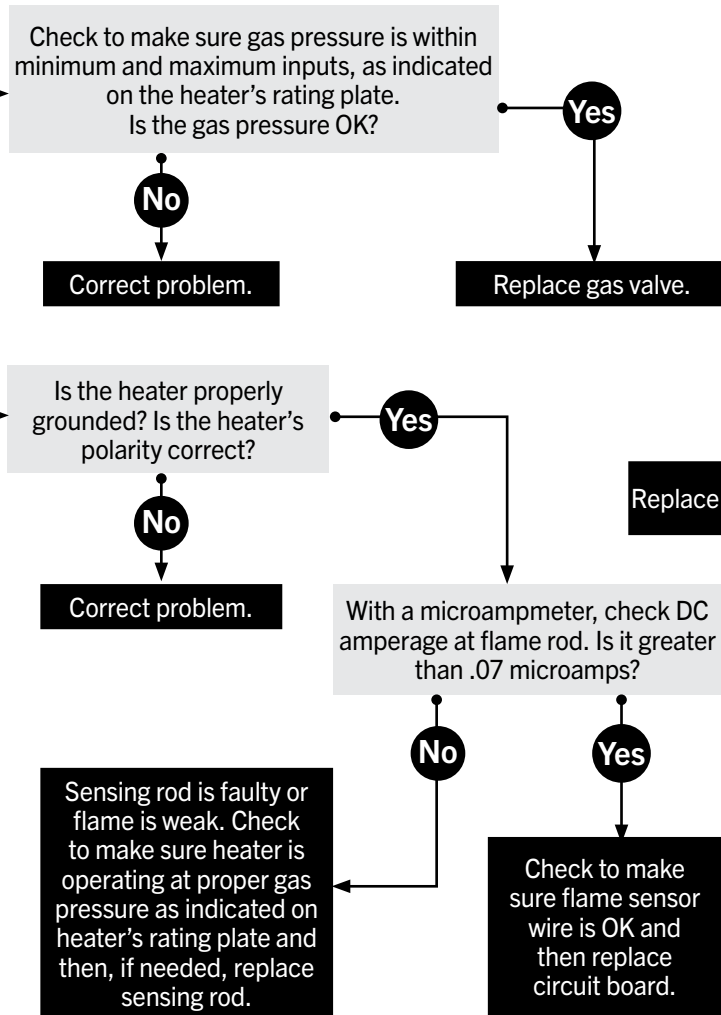 Check to make sure gas pressure is within
minimum and maximum inputs, as indicated
on the heater's rating plate.
Is the gas pressure OK?
Yes
No
Correct problem.
Replace gas valve.
Is the heater properly
grounded? Is the heater's
polarity correct?
Yes
No
Replace
Correct problem.
With a microampmeter, check DC
amperage at flame rod. Is it greater
than .07 microamps?
No
Yes
Sensing rod is faulty or
flame is weak. Check
to make sure heater is
operating at proper gas
pressure as indicated on
heater's rating plate and
then, if needed, replace
sensing rod.
Check to make
sure flame sensor
wire is OK and
then replace
circuit board.